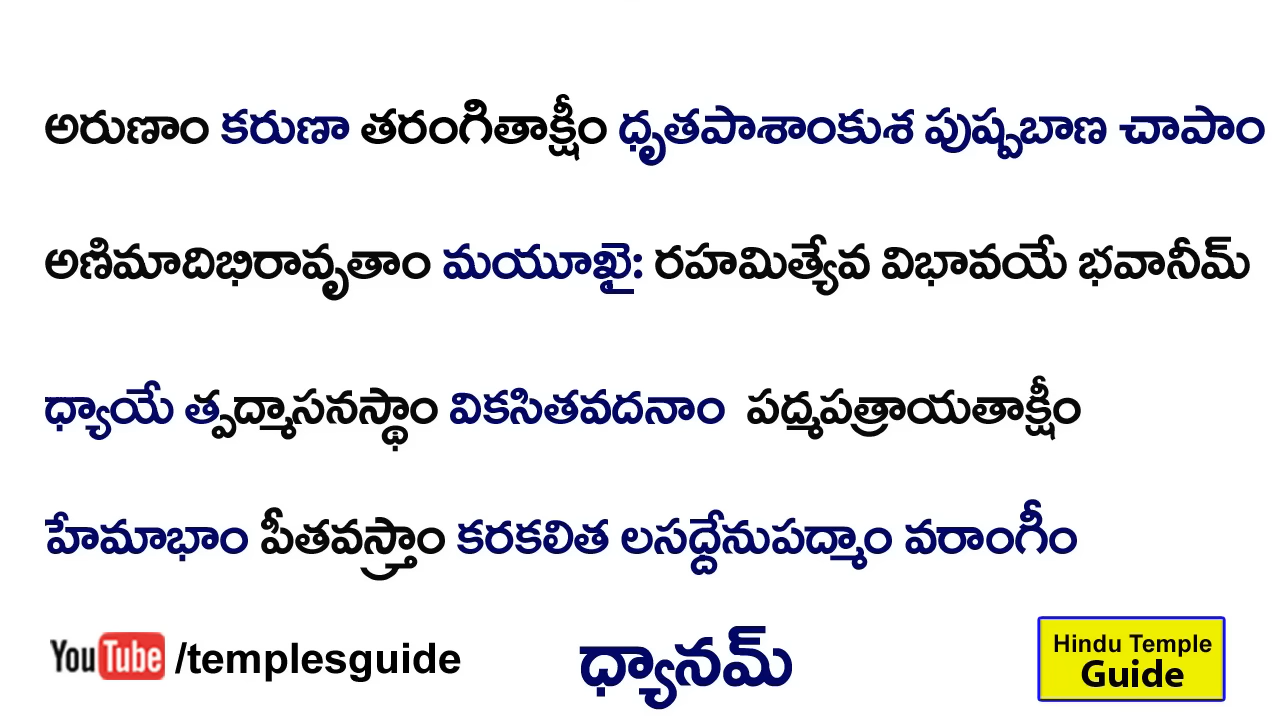 అరుణాం కరుణా తరంగితాక్షీం ధృతపాశాంకుశ పుష్పబాణ చాపాం
అణిమాదిభిరావృతాం మయూఖై: రహమిత్యేవ విభావయే భవానీమ్
ధ్యాయే త్పద్మాసనస్థాం వికసితవదనాం పద్మపత్రాయతాక్షీం
హేమాభాం పీతవస్త్రాం కరకలిత లసద్దేనుపద్మాం వరాంగీం
YouTube /templesguide
ధ్యానమ్
Hindu Temple
Guide